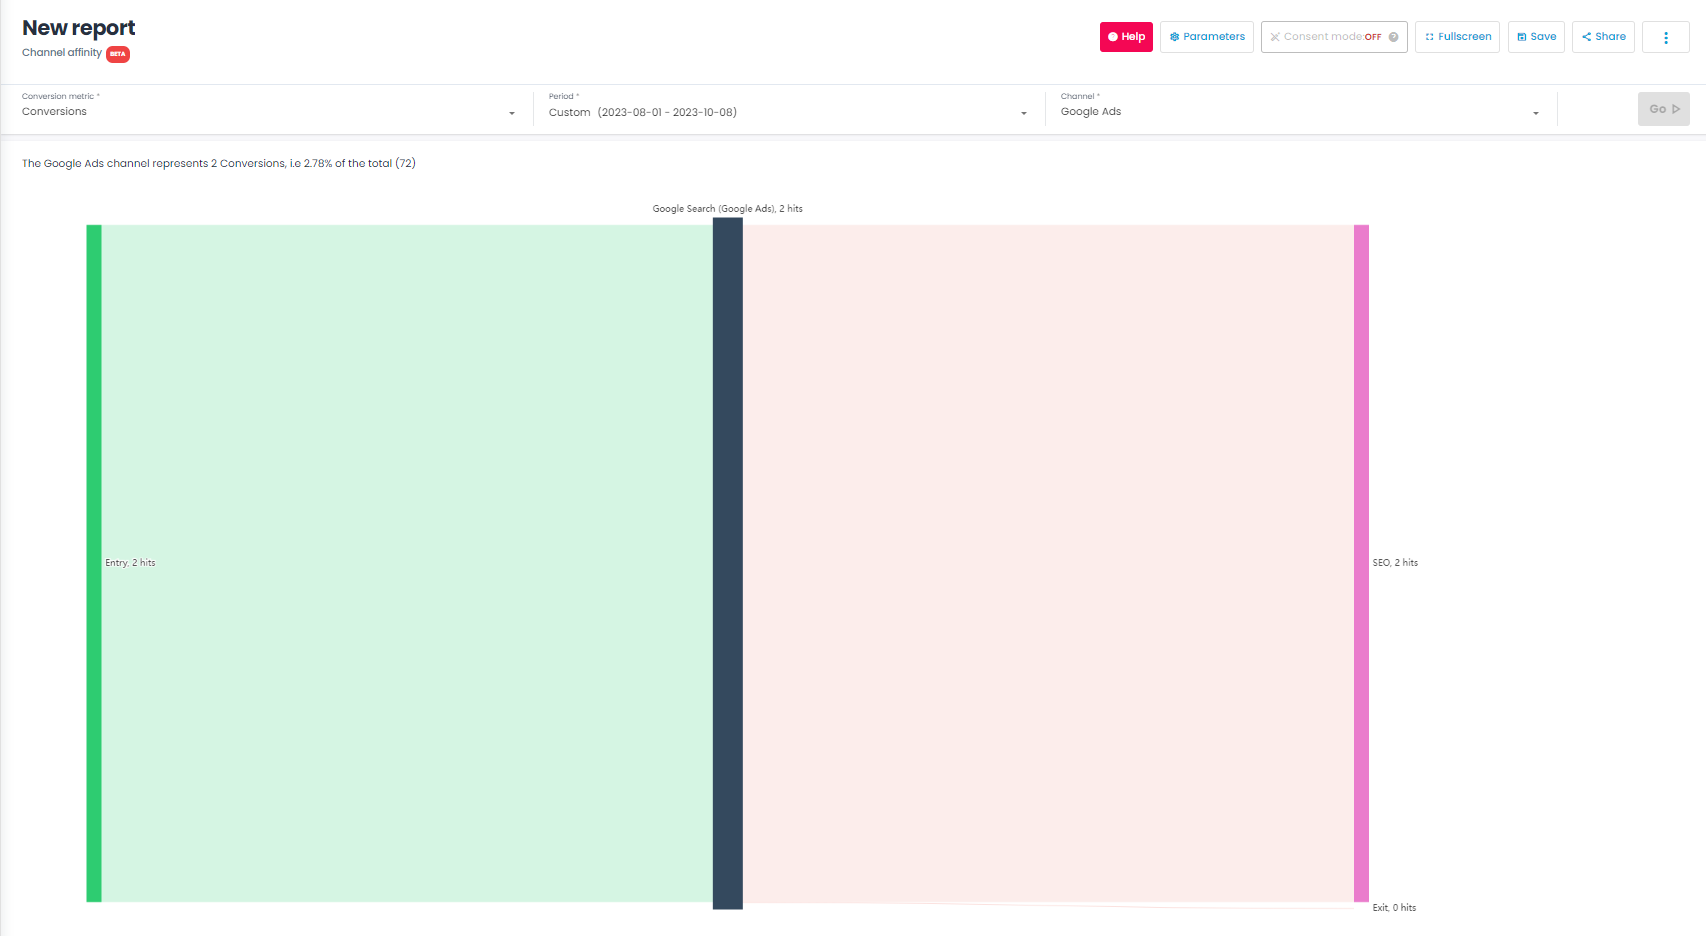 New report
Channel affinity BETA
Help
Parameters
Consent mode:OFF
Fullscreen
Save
Share
Conversion metric *
Conversions
Period *
Custom (2023-08-01 - 2023-10-08)
Channel *
Google Ads
Go
The Google Ads channel represents 2 Conversions, i.e 2.78% of the total (72)
Google Search (Google Ads), 2 hits
Entry, 2 hits
SEO, 2 hits
Exit, 0 hits